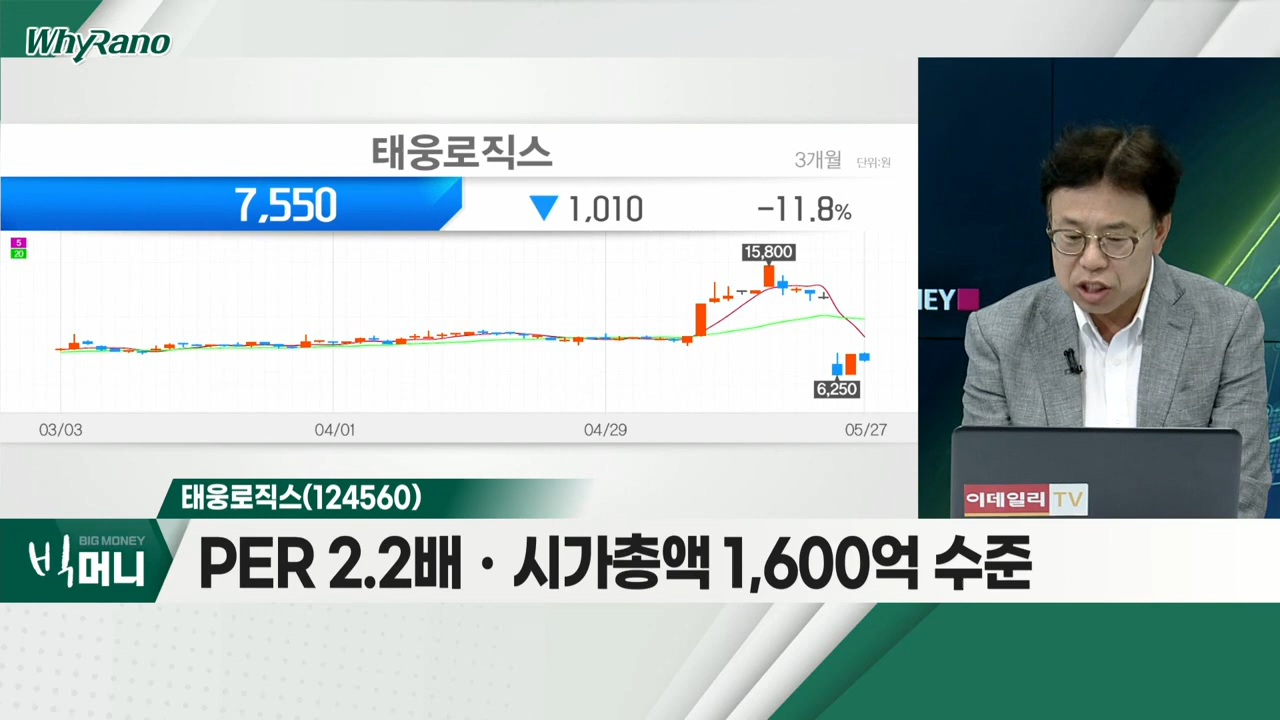 WhyRano
태웅로직스
3개월 단위:원
7,550 ▼ 1,010 -11.8%
5
20
15,800
6,250
03/03 04/01 04/29 05/27
EY
이데일리 TV
태웅로직스(124560)
BIG MONEY
빅머니
PER 2.2배 · 시가총액 1,600억 수준